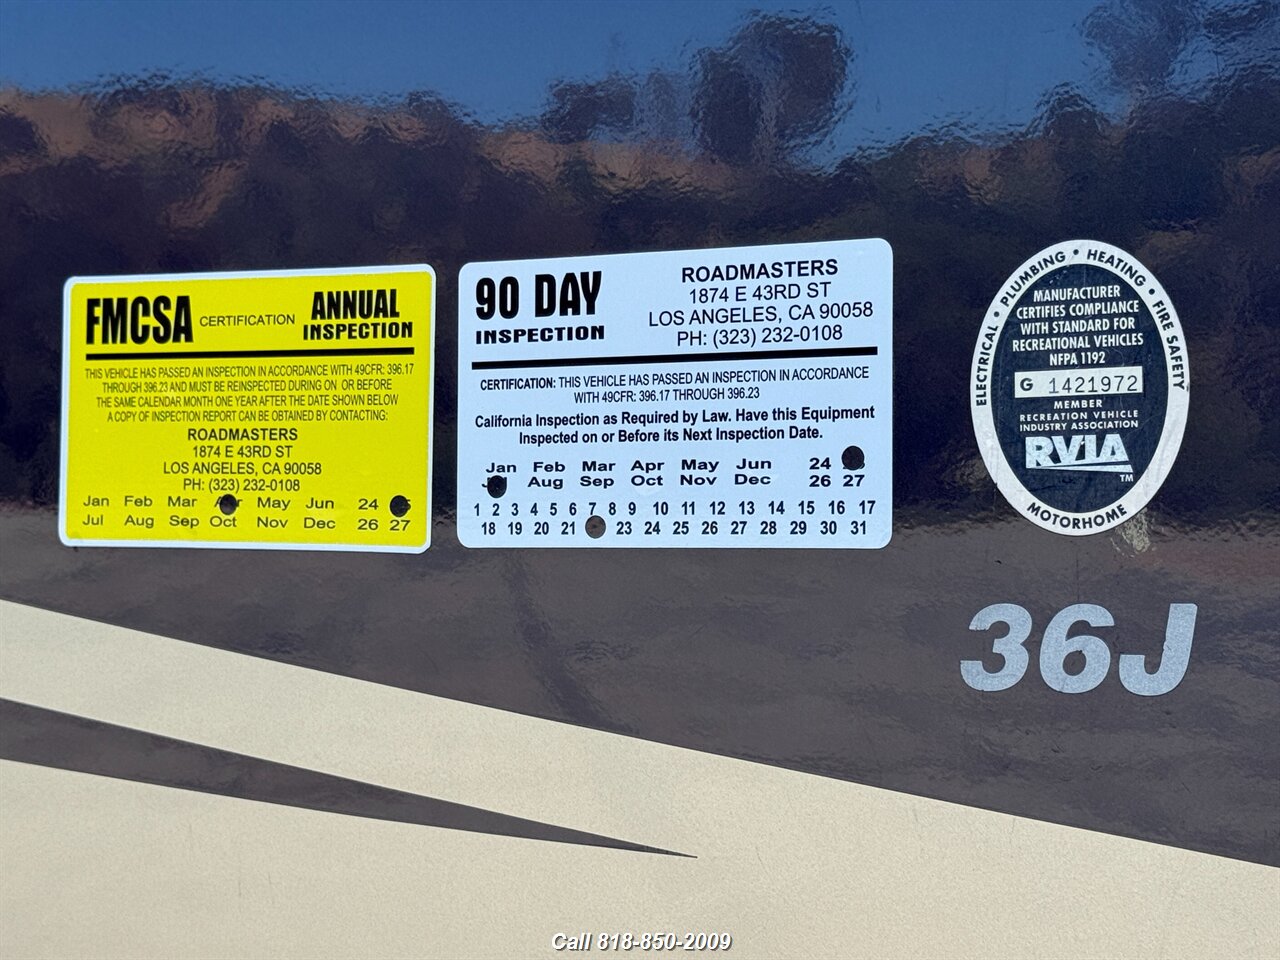 FMCSA CERTIFICATION ANNUAL INSPECTION
THIS VEHICLE HAS PASSED AN INSPECTION IN ACCORDANCE WITH 49CFR: 396.17
THROUGH 396.23 AND MUST BE REINSPECTED DURING ON OR BEFORE
THE SAME CALENDAR MONTH ONE YEAR AFTER THE DATE SHOWN BELOW
A COPY OF INSPECTION REPORT CAN BE OBTAINED BY CONTACTING:
ROADMASTERS
1874 E 43RD ST
LOS ANGELES, CA 90058
PH: (323) 232-0108
Jan Feb Mar May Jun 24
Jul Aug Sep Oct Nov Dec 26 27
90 DAY
INSPECTION
ROADMASTERS
1874 E 43RD ST
LOS ANGELES, CA 90058
PH: (323) 232-0108
CERTIFICATION: THIS VEHICLE HAS PASSED AN INSPECTION IN ACCORDANCE
WITH 49CFR: 396.17 THROUGH 396.23
California Inspection as Required by Law. Have this Equipment
Inspected on or Before its Next Inspection Date.
Jan Feb Mar Apr May Jun 24
Aug Sep Oct Nov Dec 26 27
1 2 3 4 5 6 7 8 9 10 11 12 13 14 15 16 17
18 19 20 21 23 24 25 26 27 28 29 30 31
ELECTRICAL • PLUMBING • HEATING • FIRE SAFETY
MANUFACTURER
CERTIFIES COMPLIANCE
WITH STANDARD FOR
RECREATIONAL VEHICLES
NFPA 1192
G 1421972
MEMBER
RECREATION VEHICLE
INDUSTRY ASSOCIATION
RVIA
TM
MOTORHOME
36J
Call 818-850-2009